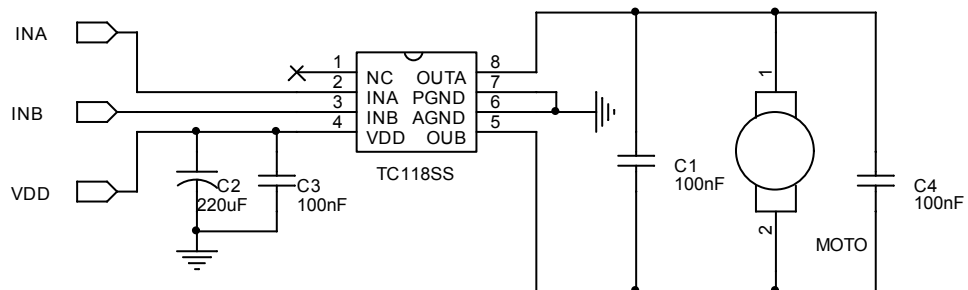 INA
INB
VDD
1
2
3
4
NC OUTA
INA PGND
INB AGND
VDD OUB
8
7
6
5
TC118SS
C2
220uF
C3
100nF
C1
100nF
1
2
MOTO
C4
100nF